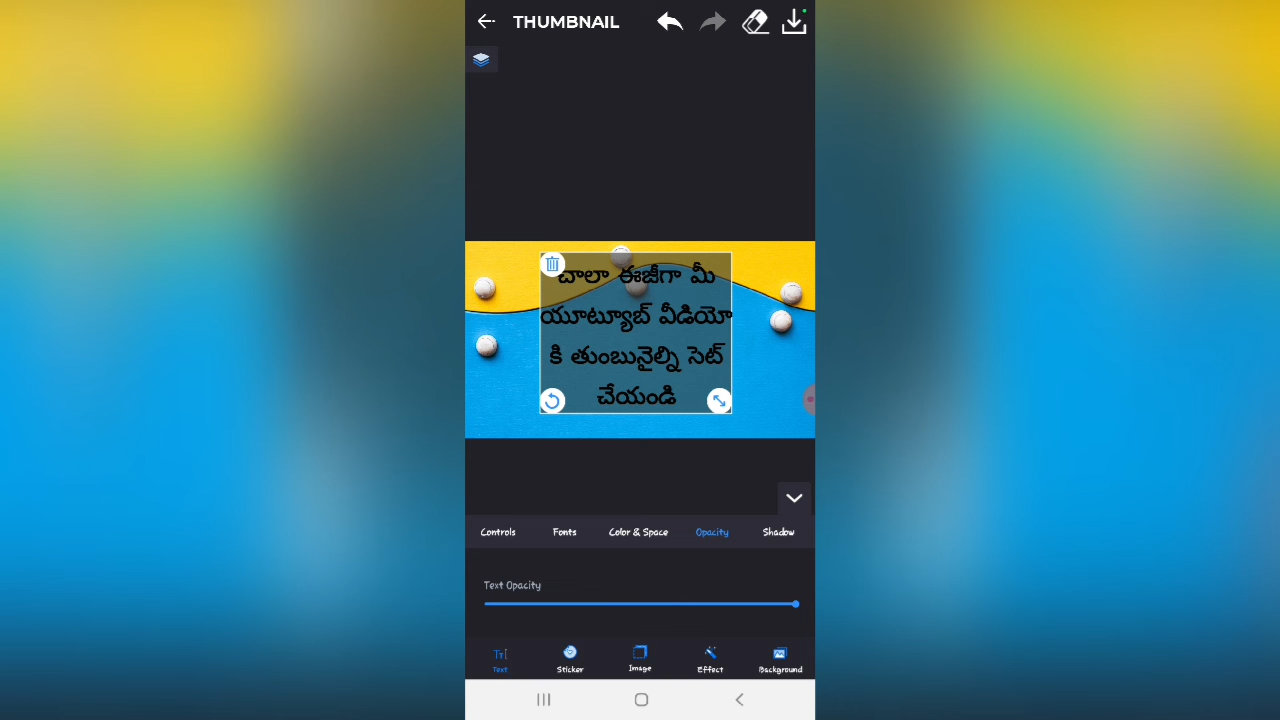 THUMBNAIL
చాలా ఈజీగా మీ
యూట్యూబ్ వీడియో
కి తుంబునైల్ని సెట్
చేయండి
Controls Fonts Color & Space Opacity Shadow
Text Opacity
Text Sticker Image Effect Background